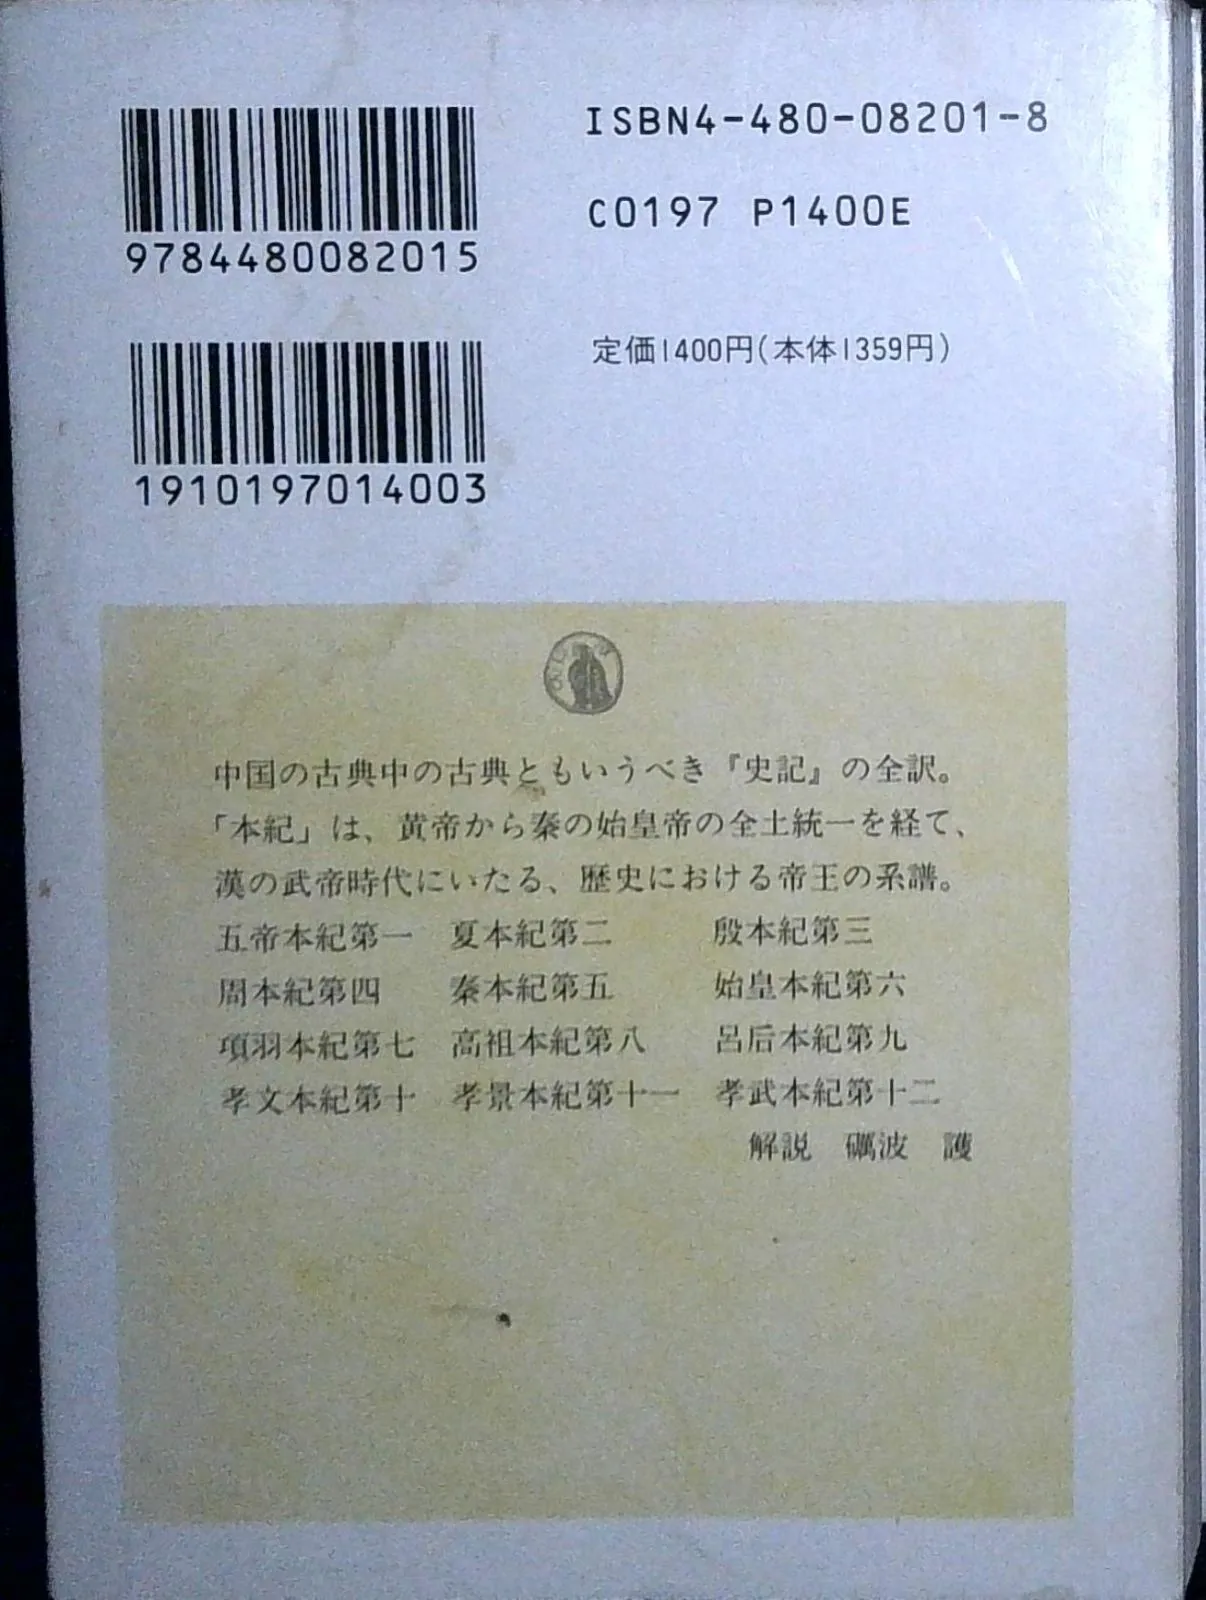 ISBN4-480-08201-8
C0197 P1400E
9784480082015
定価1400円(本体1359円)
1910197014003
中国の古典中の古典ともいうべき『史記』の全訳。
「本紀」は、黄帝から秦の始皇帝の全土統一を経て、
漢の武帝時代にいたる、歴史における帝王の系譜。
五帝本紀第一 夏本紀第二 殷本紀第三
周本紀第四 秦本紀第五 始皇本紀第六
項羽本紀第七 高祖本紀第八 呂后本紀第九
孝文本紀第十 孝景本紀第十一 孝武本紀第十二
解説 礪波 護